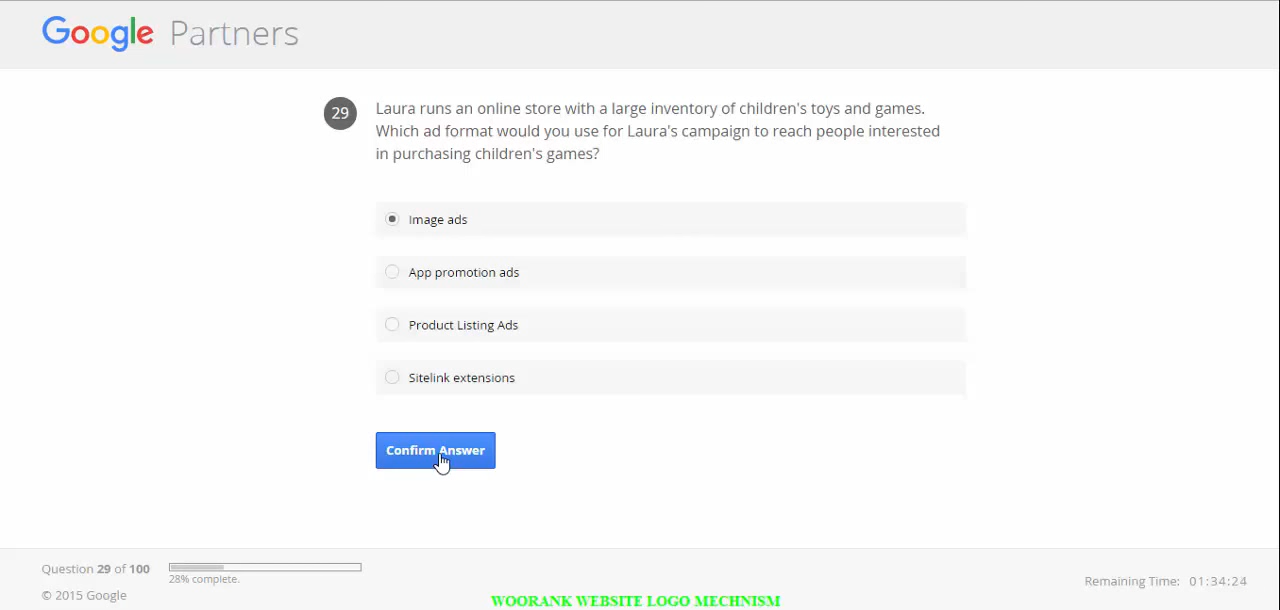 Google Partners
29
Laura runs an online store with a large inventory of children's toys and games.
Which ad format would you use for Laura's campaign to reach people interested
in purchasing children's games?
Image ads
App promotion ads
Product Listing Ads
Sitelink extensions
Confirm Answer
Question 29 of 100
28% complete.
Remaining Time: 01:34:24
© 2015 Google
WOORANK WEBSITE LOGO MECHNISM